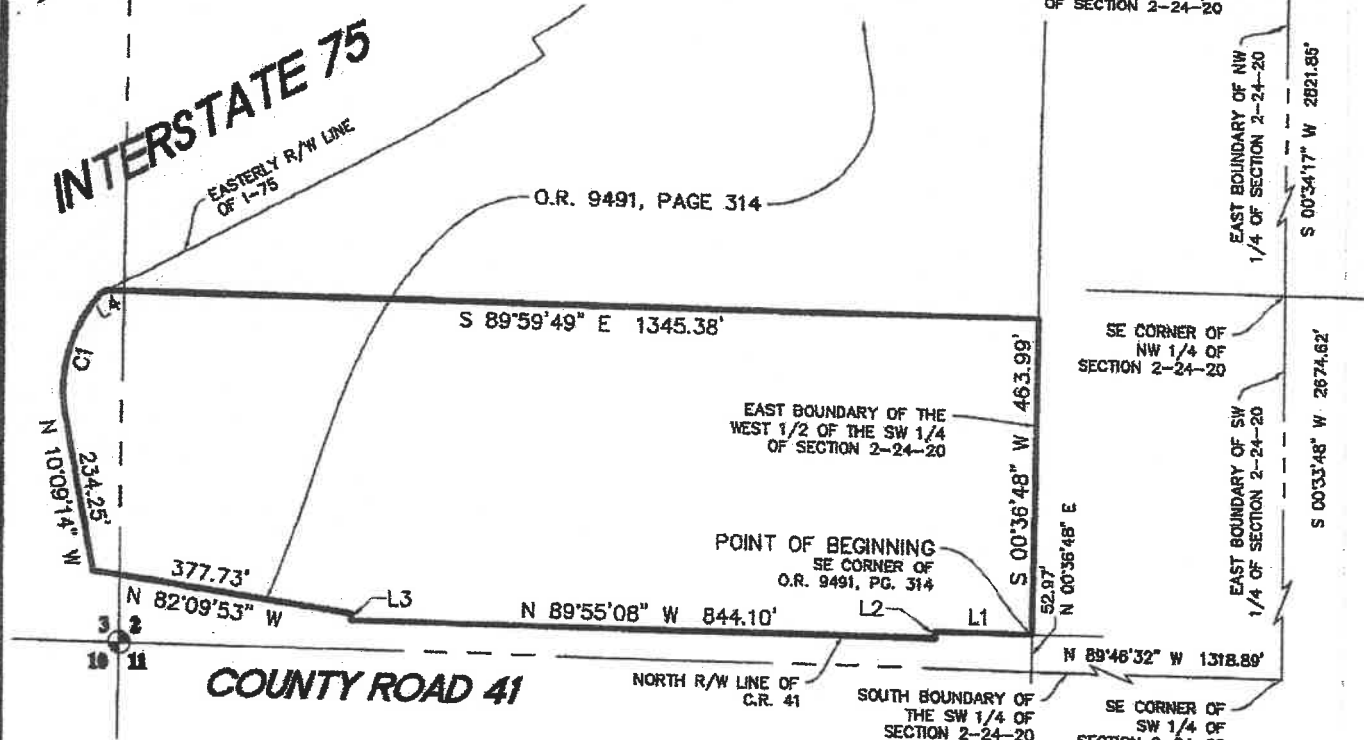 OF SECTION 2-24-20
INTERSTATE 75
EASTERLY R/W LINE
OF I-75
O.R. 9491, PAGE 314
EAST BOUNDARY OF NW
1/4 OF SECTION 2-24-20
S 00°34'17" W 2621.85'
S 89°59'49" E 1345.38'
C1
463.99'
S 00°36'48" W
SE CORNER OF
NW 1/4 OF
SECTION 2-24-20
EAST BOUNDARY OF THE
WEST 1/2 OF THE SW 1/4
OF SECTION 2-24-20
EAST BOUNDARY OF SW
1/4 OF SECTION 2-24-20
S 00°33'48" W 2674.62'
234.25'
N 10°09'14" W
POINT OF BEGINNING
SE CORNER OF
O.R. 9491, PG. 314
52.97'
N 00°36'48" E
377.73'
N 82°09'53" W
L3
N 89°55'08" W 844.10'
L2
L1
3 2
10 11
COUNTY ROAD 41
NORTH R/W LINE OF
C.R. 41
N 89°46'32" W 1318.89'
SOUTH BOUNDARY OF
THE SW 1/4 OF
SECTION 2-24-20
SE CORNER OF
SW 1/4 OF